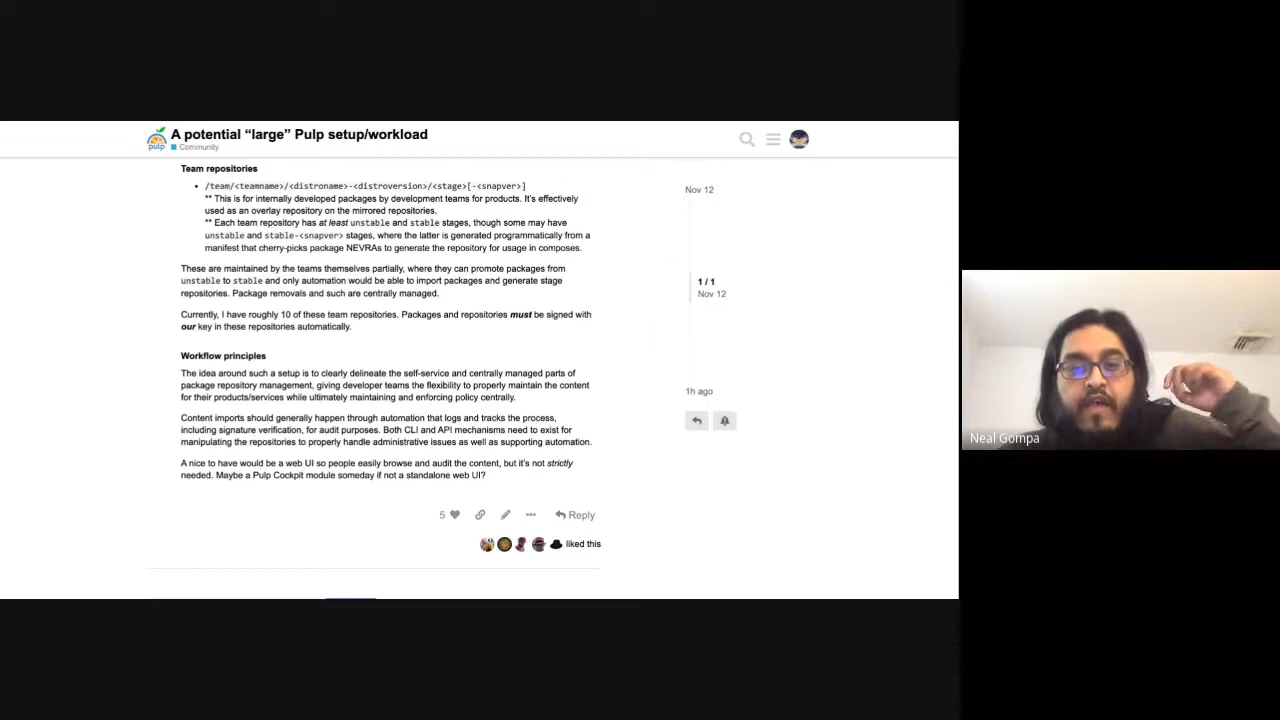 A potential “large” Pulp setup/workload
pulp
Community
Team repositories
• /team/<teamname>/<distroname>-<distroversion>/<stage>[-<snapver>]
** This is for internally developed packages by development teams for products. It’s effectively
used as an overlay repository on the mirrored repositories.
** Each team repository has at least unstable and stable stages, though some may have
unstable and stable-<snapver> stages, where the latter is generated programmatically from a
manifest that cherry-picks package NEVRAs to generate the repository for usage in composes.
These are maintained by the teams themselves partially, where they can promote packages from
unstable to stable and only automation would be able to import packages and generate stage
repositories. Package removals and such are centrally managed.
Currently, I have roughly 10 of these team repositories. Packages and repositories must be signed with
our key in these repositories automatically.
Workflow principles
The idea around such a setup is to clearly delineate the self-service and centrally managed parts of
package repository management, giving developer teams the flexibility to properly maintain the content
for their products/services while ultimately maintaining and enforcing policy centrally.
Content imports should generally happen through automation that logs and tracks the process,
including signature verification, for audit purposes. Both CLI and API mechanisms need to exist for
manipulating the repositories to properly handle administrative issues as well as supporting automation.
A nice to have would be a web UI so people easily browse and audit the content, but it’s not strictly
needed. Maybe a Pulp Cockpit module someday if not a standalone web UI?
5
Reply
liked this
Nov 12
1 / 1
Nov 12
1h ago
Neal Gompa